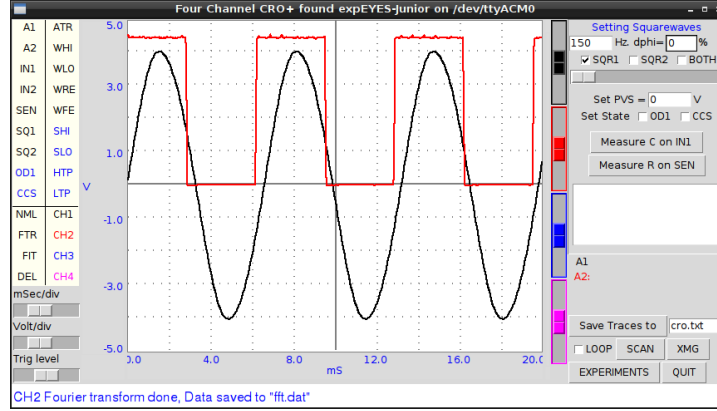 Four Channel CRO+ found expEYES-Junior on /dev/ttyACM0
A1 ATR
A2 WHI
IN1 WLO
IN2 WRE
SEN WFE
SQ1 SHI
SQ2 SLO
OD1 HTP
CCS LTP
NML CH1
FTR CH2
FIT CH3
DEL CH4
mSec/div
Volt/div
Trig level
5.0
3.0
1.0
V
-1.0
-3.0
-5.0
0.0 4.0 8.0 12.0 16.0 20.0
mS
Setting Squarewaves
150 Hz. dphi= 0 %
SQR1 SQR2 BOTH
Set PVS = 0 V
Set State OD1 CCS
Measure C on IN1
Measure R on SEN
A1
A2:
Save Traces to cro.txt
LOOP SCAN XMG
EXPERIMENTS QUIT
CH2 Fourier transform done, Data saved to "fft.dat"